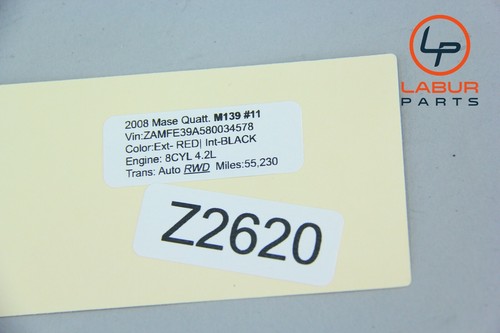 LP
LABUR
PARTS
2008 Mase Quatt. M139 #11
Vin:ZAMFE39A580034578
Color:Ext- RED| Int-BLACK
Engine: 8CYL 4.2L
Trans: Auto RWD Miles:55,230
Z2620